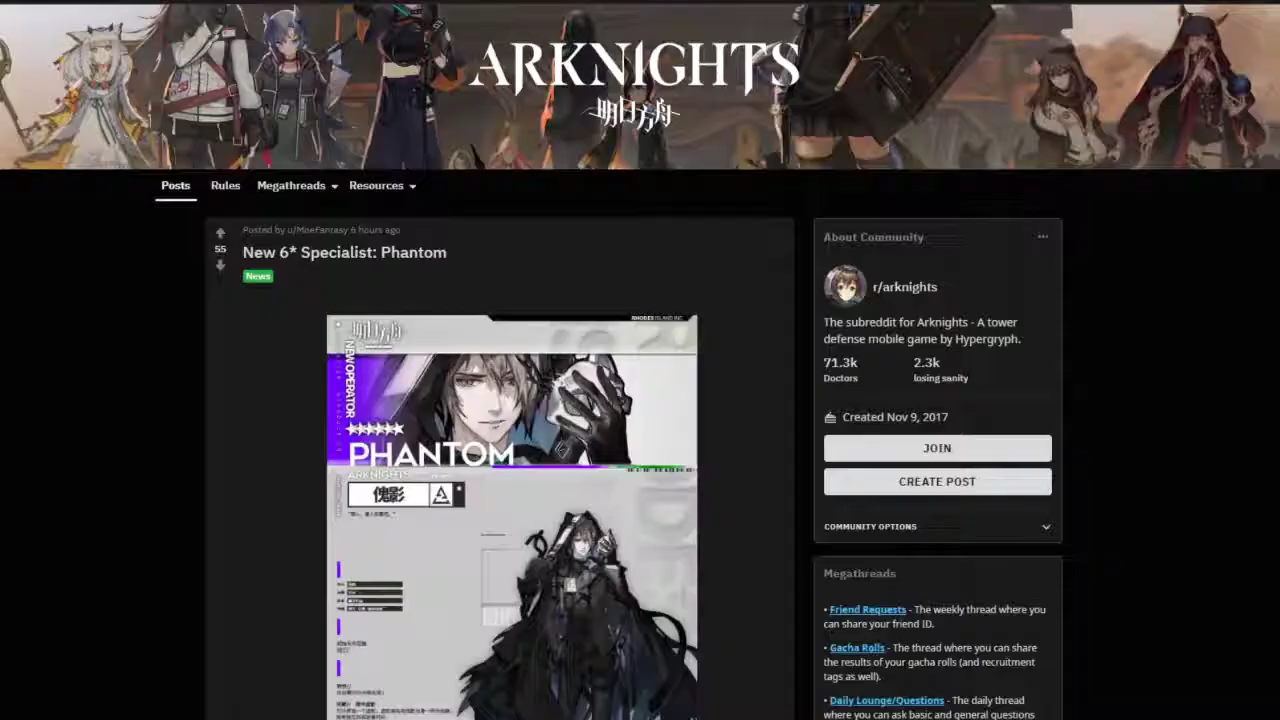 ARKNIGHTS
明日方舟
Posts Rules Megathreads Resources
Posted by u/MoeFantasy 6 hours ago
55
New 6* Specialist: Phantom
News
RHODES ISLAND INC.
明日方舟
NEW OPERATOR
PHANTOM
ARKNIGHTS
傀影
About Community
r/arknights
The subreddit for Arknights - A tower
defense mobile game by Hypergryph.
71.3k 2.3k
Doctors losing sanity
Created Nov 9, 2017
JOIN
CREATE POST
COMMUNITY OPTIONS
Megathreads
• Friend Requests - The weekly thread where you
can share your friend ID.
• Gacha Rolls - The thread where you can share
the results of your gacha rolls (and recruitment
tags as well).
• Daily Lounge/Questions - The daily thread
where you can ask basic and general questions